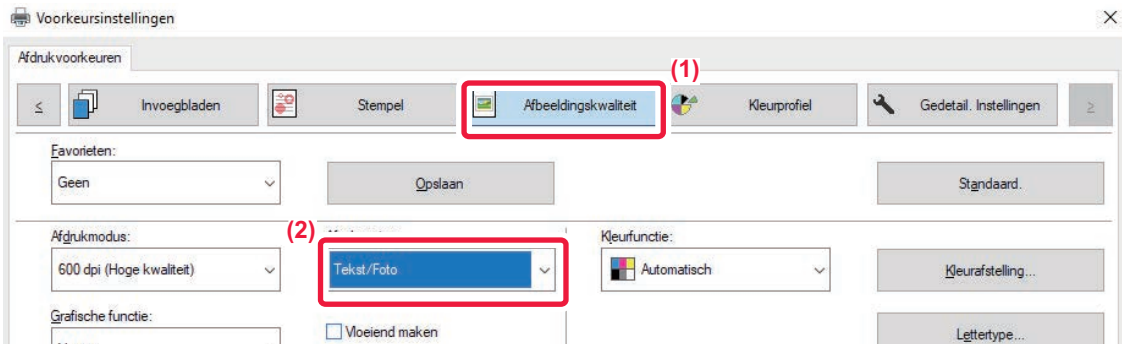 Voorkeursinstellingen
Afdrukvoorkeuren
(1)
< Invoegbladen Stempel Afbeeldingskwaliteit Kleurprofiel Gedetail. Instellingen >
Favorieten:
Geen Opslaan Standaard.
(2)
Afdrukmodus: Kleurfunctie:
600 dpi (Hoge kwaliteit) Tekst/Foto Automatisch Kleurafstelling...
Grafische functie:
Vloeiend maken Lettertype...